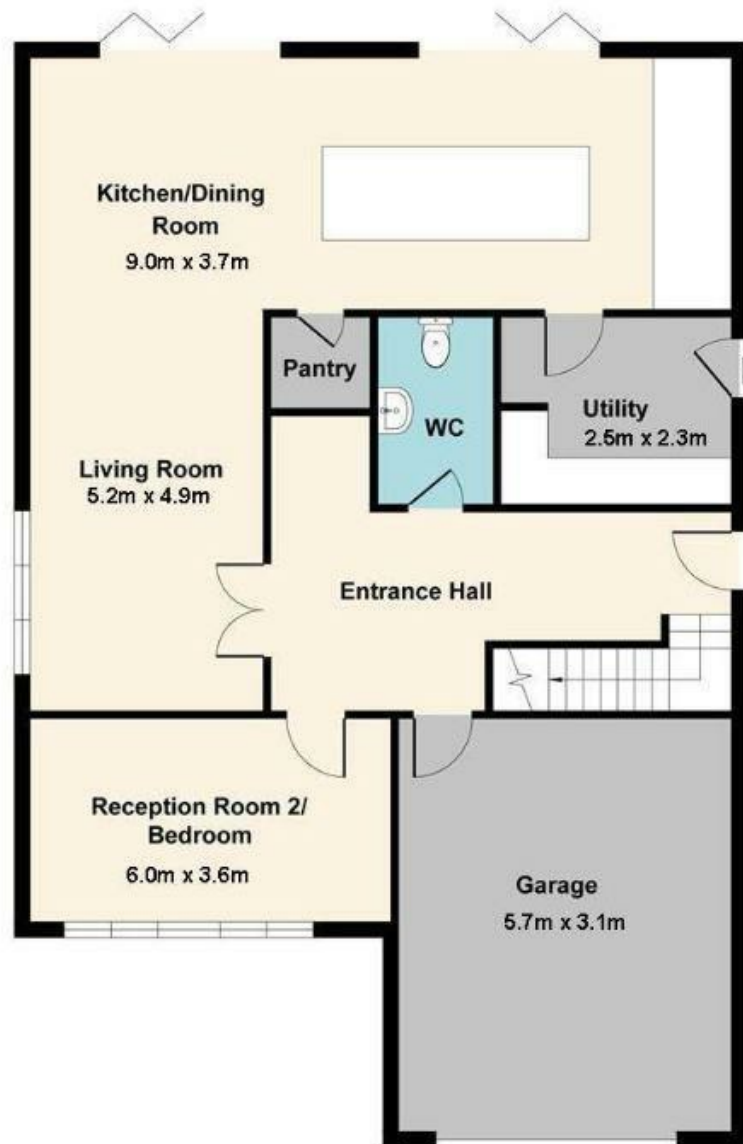 Kitchen/Dining
Room
9.0m x 3.7m
Pantry
WC
Utility
2.5m x 2.3m
Living Room
5.2m x 4.9m
Entrance Hall
Reception Room 2/
Bedroom
6.0m x 3.6m
Garage
5.7m x 3.1m